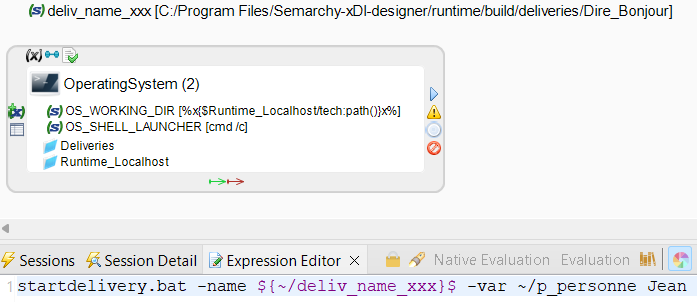 deliv_name_xxx [C:/Program Files/Semarchy-xDI-designer/runtime/build/deliveries/Dire_Bonjour]
OperatingSystem (2)
OS_WORKING_DIR [%x{$Runtime_Localhost/tech:path()}x%]
OS_SHELL_LAUNCHER [cmd /c]
Deliveries
Runtime_Localhost
Sessions Session Detail Expression Editor Native Evaluation Evaluation
1 startdelivery.bat -name ${~/deliv_name_xxx}$ -var ~/p_personne Jean